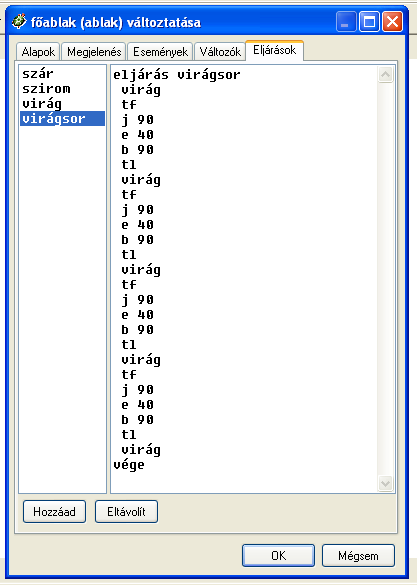 főablak (ablak) változtatása
Alapok Megjelenés Események Változók Eljárások
szár
szirom
virág
virágsor
eljárás virágsor
virág
tf
j 90
e 40
b 90
tl
virág
tf
j 90
e 40
b 90
tl
virág
tf
j 90
e 40
b 90
tl
virág
tf
j 90
e 40
b 90
tl
virág
vége
Hozzáad Eltávolít
OK Mégsem